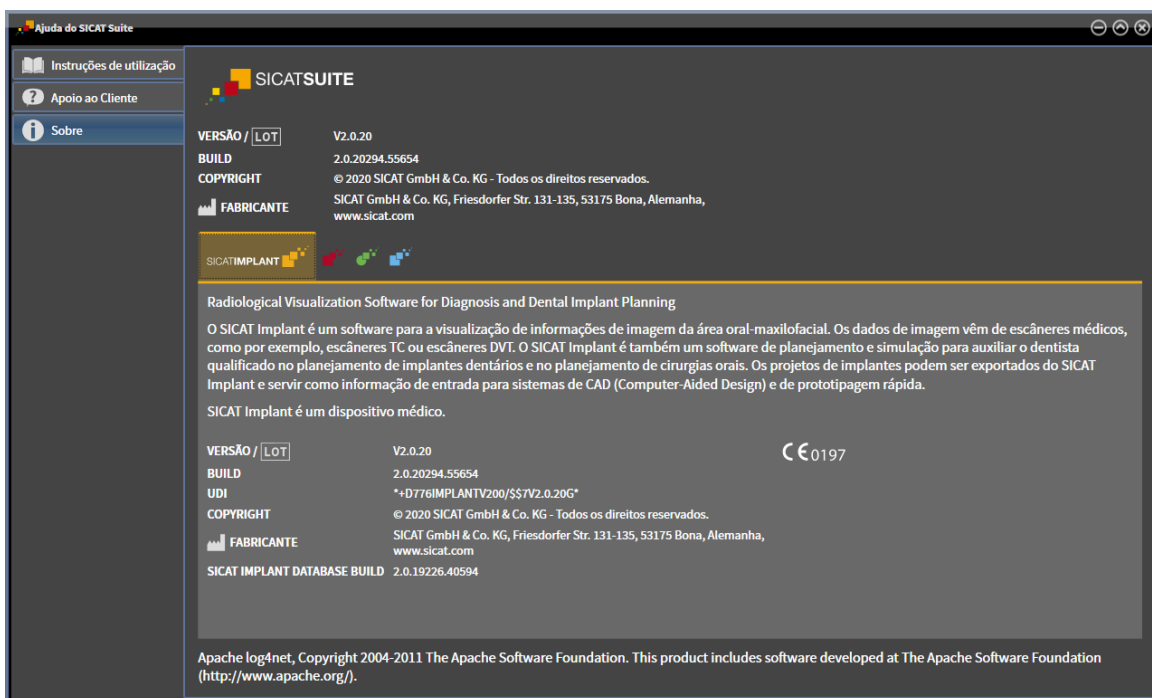 Ajuda do SICAT Suite
Instruções de utilização
Apoio ao Cliente
Sobre
SICATSUITE
VERSÃO / LOT V2.0.20
BUILD 2.0.20294.55654
COPYRIGHT © 2020 SICAT GmbH & Co. KG - Todos os direitos reservados.
FABRICANTE SICAT GmbH & Co. KG, Friesdorfer Str. 131-135, 53175 Bona, Alemanha,
www.sicat.com
SICATIMPLANT
Radiological Visualization Software for Diagnosis and Dental Implant Planning
O SICAT Implant é um software para a visualização de informações de imagem da área oral-maxilofacial. Os dados de imagem vêm de escâneres médicos,
como por exemplo, escâneres TC ou escâneres DVT. O SICAT Implant é também um software de planejamento e simulação para auxiliar o dentista
qualificado no planejamento de implantes dentários e no planejamento de cirurgias orais. Os projetos de implantes podem ser exportados do SICAT
Implant e servir como informação de entrada para sistemas de CAD (Computer-Aided Design) e de prototipagem rápida.
SICAT Implant é um dispositivo médico.
VERSÃO / LOT V2.0.20 CE0197
BUILD 2.0.20294.55654
UDI *+D776IMPLANTV200/$$7V2.0.20G*
COPYRIGHT © 2020 SICAT GmbH & Co. KG - Todos os direitos reservados.
FABRICANTE SICAT GmbH & Co. KG, Friesdorfer Str. 131-135, 53175 Bona, Alemanha,
www.sicat.com
SICAT IMPLANT DATABASE BUILD 2.0.19226.40594
Apache log4net, Copyright 2004-2011 The Apache Software Foundation. This product includes software developed at The Apache Software Foundation
(http://www.apache.org/).